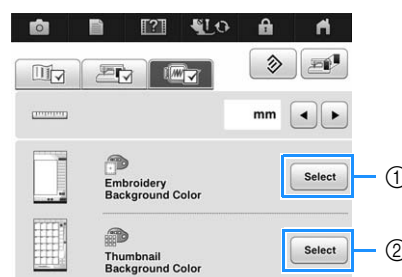 mm
Embroidery
Background Color
Select
①
Thumbnail
Background Color
Select
②